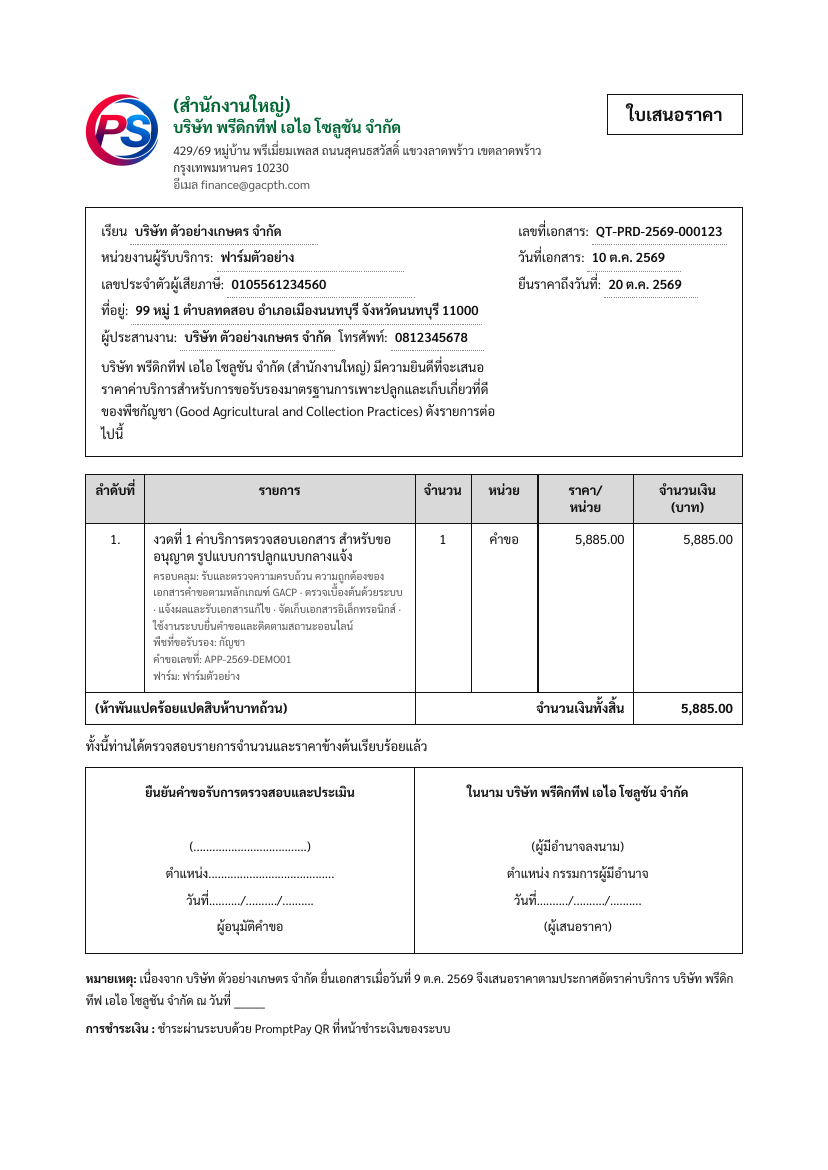 PS
(สำนักงานใหญ่)
บริษัท พรีดิกทีฟ เอไอ โซลูชัน จำกัด
429/69 หมู่บ้าน พรีเมี่ยมเพลส ถนนสุคนธสวัสดิ์ แขวงลาดพร้าว เขตลาดพร้าว
กรุงเทพมหานคร 10230
อีเมล finance@gacpth.com
ใบเสนอราคา
เรียน บริษัท ตัวอย่างเกษตร จำกัด
หน่วยงานผู้รับบริการ: ฟาร์มตัวอย่าง
เลขประจำตัวผู้เสียภาษี: 0105561234560
ที่อยู่: 99 หมู่ 1 ตำบลทดสอบ อำเภอเมืองนนทบุรี จังหวัดนนทบุรี 11000
ผู้ประสานงาน: บริษัท ตัวอย่างเกษตร จำกัด โทรศัพท์: 0812345678
บริษัท พรีดิกทีฟ เอไอ โซลูชัน จำกัด (สำนักงานใหญ่) มีความยินดีที่จะเสนอ
ราคาค่าบริการสำหรับการขอรับรองมาตรฐานการเพาะปลูกและเก็บเกี่ยวที่ดี
ของพืชกัญชา (Good Agricultural and Collection Practices) ดังรายการต่อ
ไปนี้
เลขที่เอกสาร: QT-PRD-2569-000123
วันที่เอกสาร: 10 ต.ค. 2569
ยืนราคาถึงวันที่: 20 ต.ค. 2569
ลำดับที่ รายการ จำนวน หน่วย ราคา/หน่วย จำนวนเงิน (บาท)
1. งวดที่ 1 ค่าบริการตรวจสอบเอกสาร สำหรับขอ 1 คำขอ 5,885.00 5,885.00
อนุญาต รูปแบบการปลูกแบบกลางแจ้ง
ครอบคลุม: รับและตรวจความครบถ้วน ความถูกต้องของ
เอกสารคำขอตามหลักเกณฑ์ GACP · ตรวจเบื้องต้นด้วยระบบ
· แจ้งผลและรับเอกสารแก้ไข · จัดเก็บเอกสารอิเล็กทรอนิกส์ ·
ใช้งานระบบยื่นคำขอและติดตามสถานะออนไลน์
พืชที่ขอรับรอง: กัญชา
คำขอเลขที่: APP-2569-DEMO01
ฟาร์ม: ฟาร์มตัวอย่าง
(ห้าพันแปดร้อยแปดสิบห้าบาทถ้วน) จำนวนเงินทั้งสิ้น 5,885.00
ทั้งนี้ท่านได้ตรวจสอบรายการจำนวนและราคาข้างต้นเรียบร้อยแล้ว
ยืนยันคำขอรับการตรวจสอบและประเมิน
(....................................)
ตำแหน่ง........................................
วันที่........../........../..........
ผู้อนุมัติคำขอ
ในนาม บริษัท พรีดิกทีฟ เอไอ โซลูชัน จำกัด
(ผู้มีอำนาจลงนาม)
ตำแหน่ง กรรมการผู้มีอำนาจ
วันที่........../........../..........
(ผู้เสนอราคา)
หมายเหตุ: เนื่องจาก บริษัท ตัวอย่างเกษตร จำกัด ยื่นเอกสารเมื่อวันที่ 9 ต.ค. 2569 จึงเสนอราคาตามประกาศอัตราค่าบริการ บริษัท พรีดิก
ทีฟ เอไอ โซลูชัน จำกัด ณ วันที่ _____
การชำระเงิน : ชำระผ่านระบบด้วย PromptPay QR ที่หน้าชำระเงินของระบบ